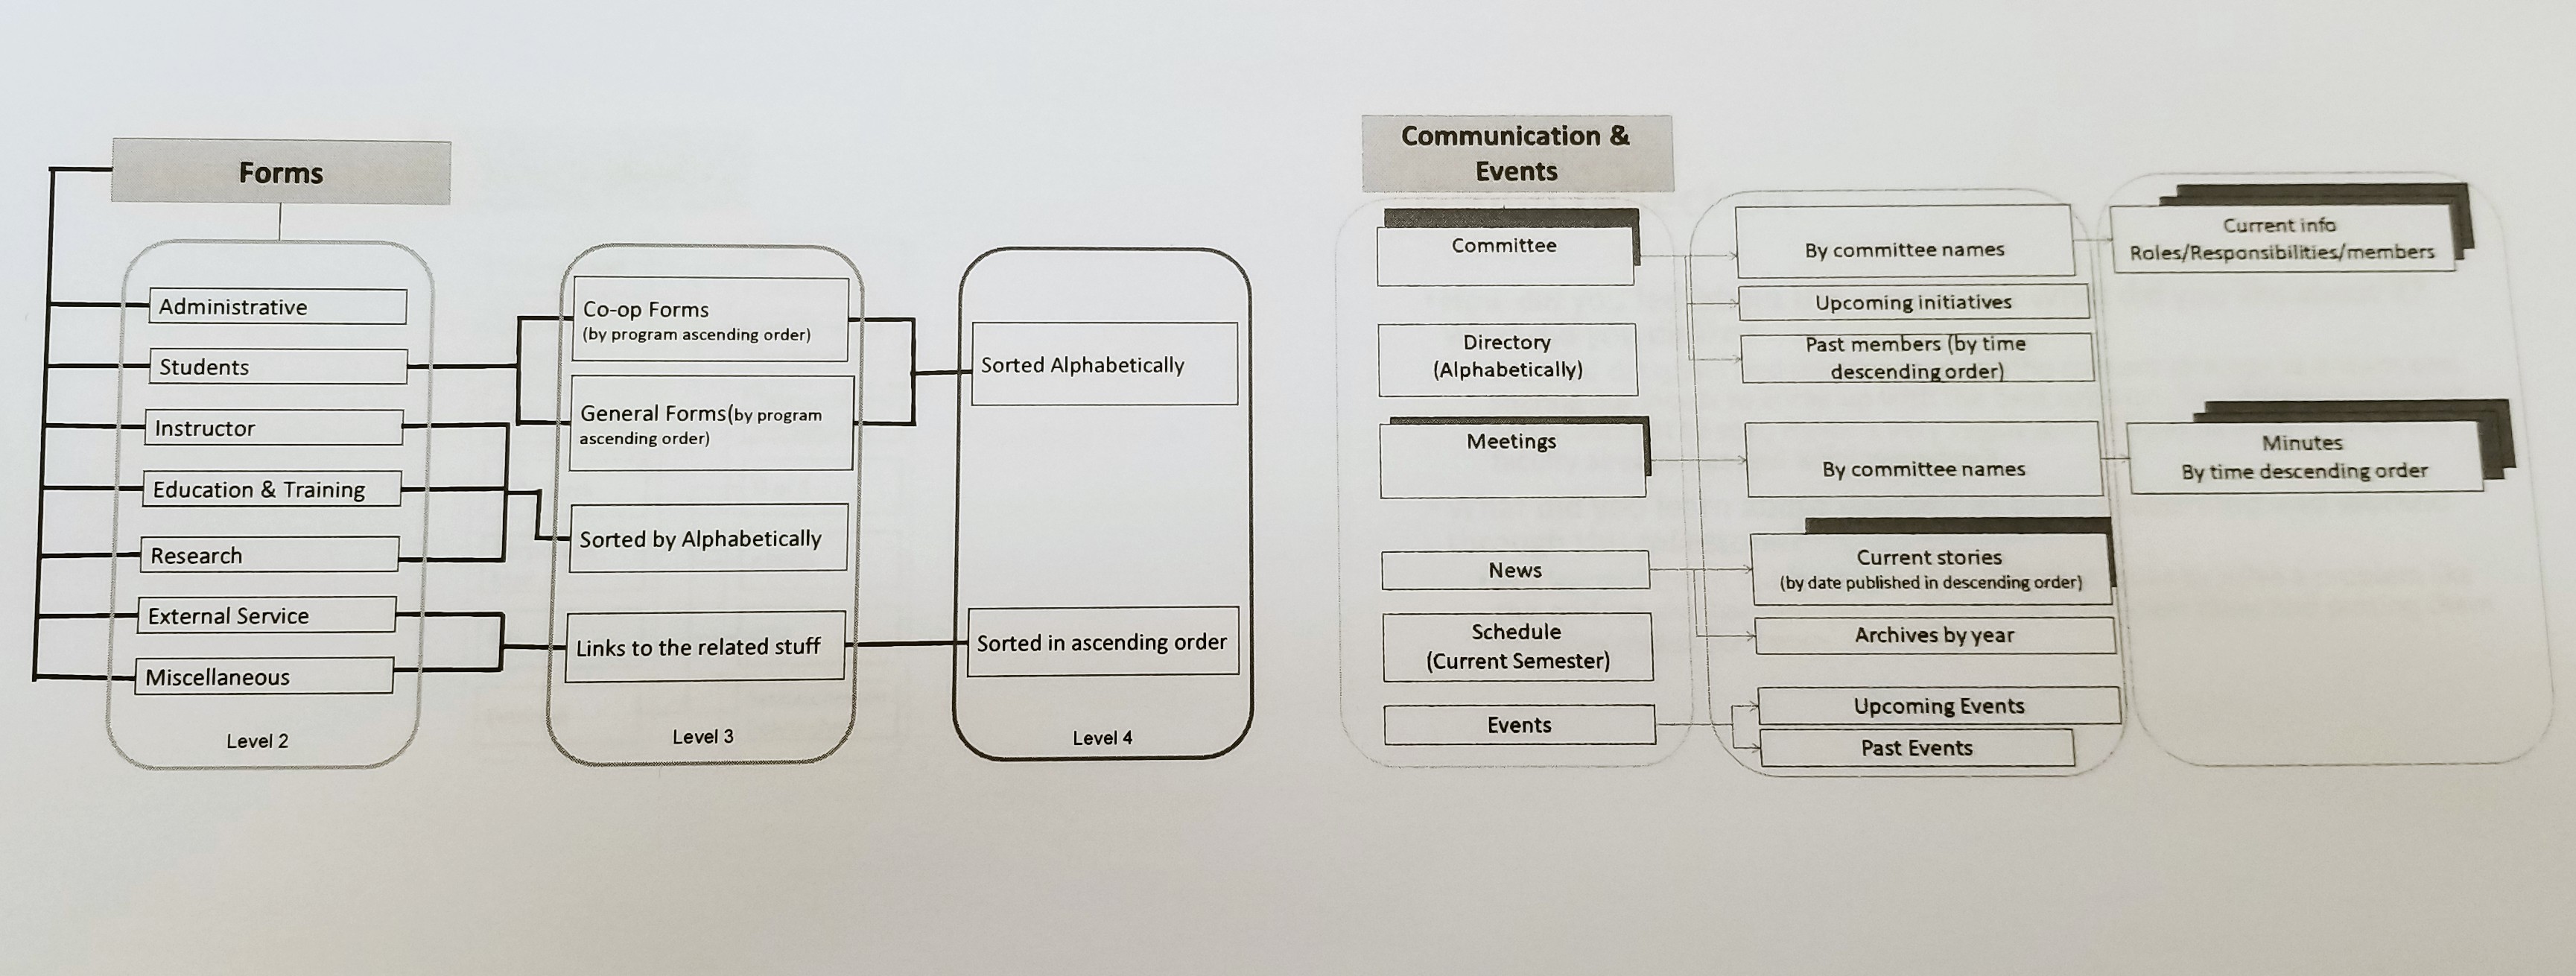 Forms
Administrative
Students
Instructor
Education & Training
Research
External Service
Miscellaneous
Level 2
Co-op Forms
(by program ascending order)
General Forms(by program
ascending order)
Sorted by Alphabetically
Links to the related stuff
Level 3
Sorted Alphabetically
Sorted in ascending order
Level 4
Communication &
Events
Committee
Directory
(Alphabetically)
Meetings
News
Schedule
(Current Semester)
Events
By committee names
Upcoming initiatives
Past members (by time
descending order)
By committee names
Current stories
(by date published in descending order)
Archives by year
Upcoming Events
Past Events
Current info
Roles/Responsibilities/members
Minutes
By time descending order